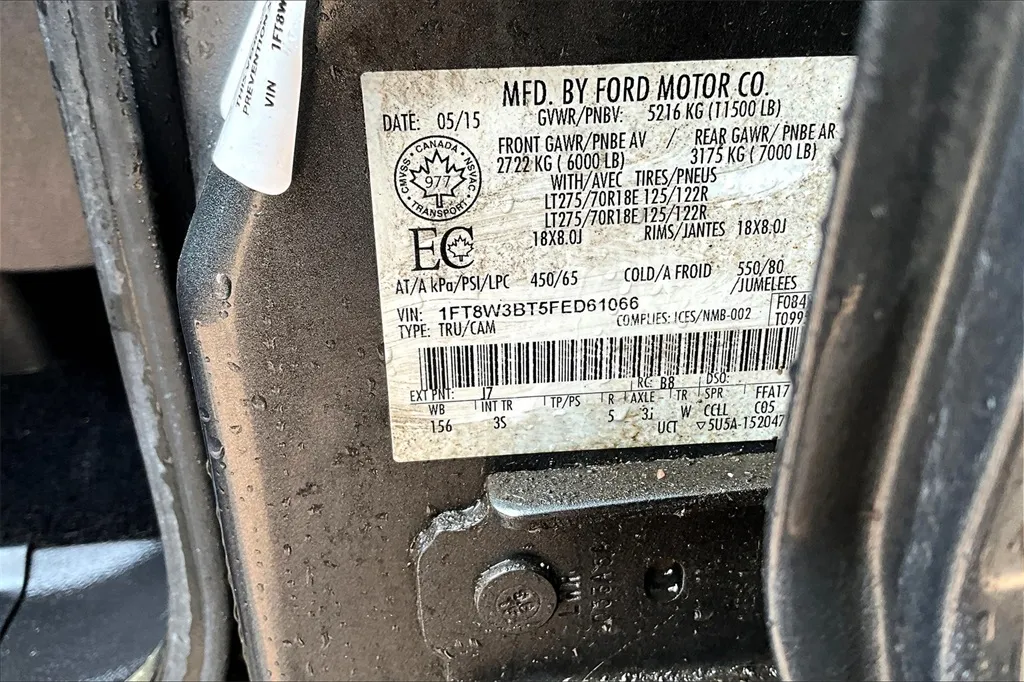 PREVENTION
VIN 1FT8W
MFD. BY FORD MOTOR CO.
DATE: 05/15 GVWR/PNBV: 5216 KG (11500 LB)
FRONT GAWR/PNBE AV / REAR GAWR/ PNBE AR
2722 KG ( 6000 LB) 3175 KG ( 7000 LB)
WITH/AVEC TIRES/PNEUS
LT275/70R18E 125/122R
LT275/70R18E 125/122R
18X8.0J RIMS/JANTES 18X8.0J
CMVSS · CANADA · NSVAC · TRANSPORT
977
EC
AT/A kPa/PSI/LPC 450/65 COLD/A FROID 550/80
/JUMELEES
VIN: 1FT8W3BT5FED61066 F084
TYPE: TRU/CAM COMPLIES: ICES/NMB-002 T099
EXT PNT: J7 RC: B8 DSO:
WB INT TR TP/PS R AXLE TR SPR FFA17
156 3S 5 3J W CCLL C05
UCT ▽5U5A-152047